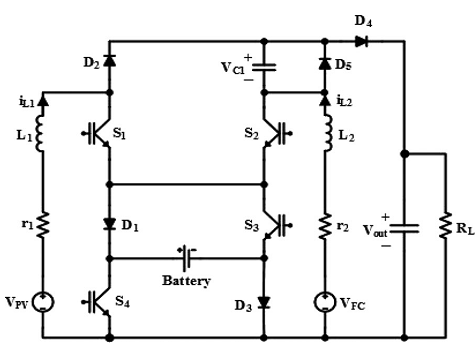 D4
D2
VC1
+
−
D5
iL1
iL2
L1
S1
S2
L2
r1
D1
S3
r2
+
Vout
−
RL
+ -
Battery
VPV
+
−
S4
D3
+
−
VFC